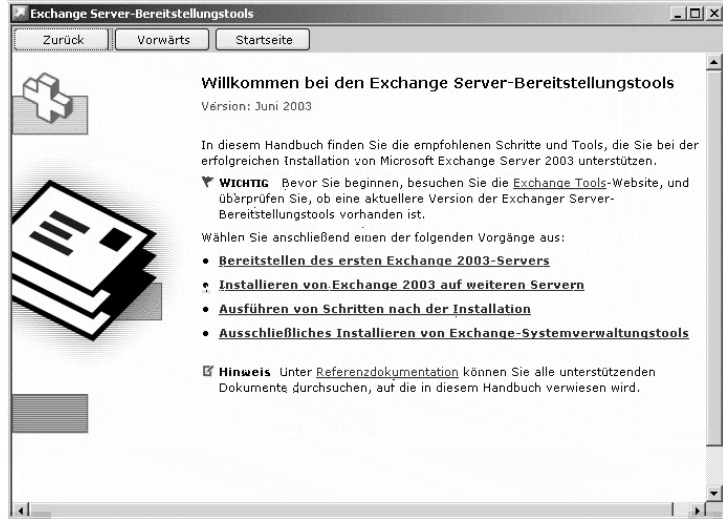 Exchange Server-Bereitstellungstools
Zurück Vorwärts Startseite
Willkommen bei den Exchange Server-Bereitstellungstools
Version: Juni 2003
In diesem Handbuch finden Sie die empfohlenen Schritte und Tools, die Sie bei der
erfolgreichen Installation von Microsoft Exchange Server 2003 unterstützen.
WICHTIG Bevor Sie beginnen, besuchen Sie die Exchange Tools-Website, und
überprüfen Sie, ob eine aktuellere Version der Exchanger Server-
Bereitstellungstools vorhanden ist.
Wählen Sie anschließend einen der folgenden Vorgänge aus:
• Bereitstellen des ersten Exchange 2003-Servers
• Installieren von Exchange 2003 auf weiteren Servern
• Ausführen von Schritten nach der Installation
• Ausschließliches Installieren von Exchange-Systemverwaltungstools
Hinweis Unter Referenzdokumentation können Sie alle unterstützenden
Dokumente durchsuchen, auf die in diesem Handbuch verwiesen wird.